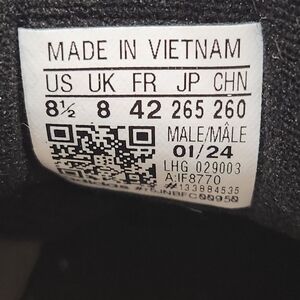 MADE IN VIETNAM
US UK FR JP CHN
8½ 8 42 265 260
MALE/MÂLE
01/24
LHG 029003
A:IF8770
#133884535